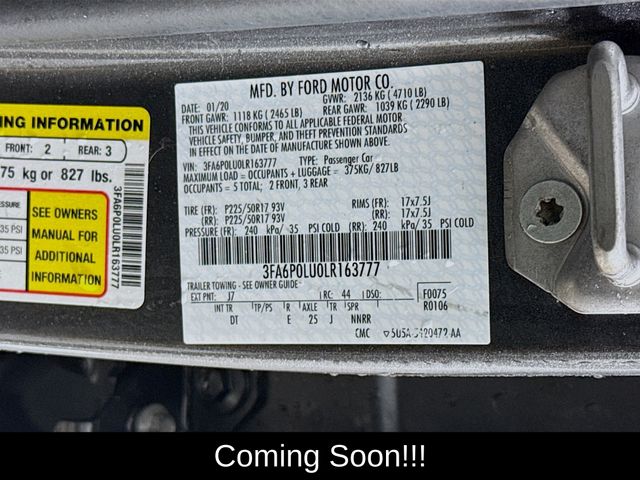 MFD. BY FORD MOTOR CO.
DATE: 01/20 GVWR: 2136 KG ( 4710 LB)
FRONT GAWR: 1118 KG ( 2465 LB) REAR GAWR: 1039 KG ( 2290 LB)
THIS VEHICLE CONFORMS TO ALL APPLICABLE FEDERAL MOTOR
VEHICLE SAFETY, BUMPER, AND THEFT PREVENTION STANDARDS
IN EFFECT ON THE DATE OF MANUFACTURE SHOWN ABOVE.
VIN: 3FA6P0LU0LR163777 TYPE: Passenger Car
MAXIMUM LOAD = OCCUPANTS + LUGGAGE = 375KG/ 827LB
OCCUPANTS = 5 TOTAL: 2 FRONT, 3 REAR
TIRE (FR): P225/50R17 93V RIMS (FR): 17x7.5J
(RR): P225/50R17 93V (RR): 17x7.5J
PRESSURE (FR): 240 kPa/ 35 PSI COLD (RR): 240 kPa/ 35 PSI COLD
3FA6P0LU0LR163777
TRAILER TOWING - SEE OWNER GUIDE
EXT PNT: J7 RC: 44 DSO: F0075
INT TR TP/PS R AXLE TR SPR R0106
DT E 25 J NNRR
CMC
ING INFORMATION
FRONT: 2 REAR: 3
75 kg or 827 lbs.
35 PSI
35 PSI
SEE OWNERS
MANUAL FOR
ADDITIONAL
INFORMATION
3FA6P0LU0LR163777
Coming Soon!!!